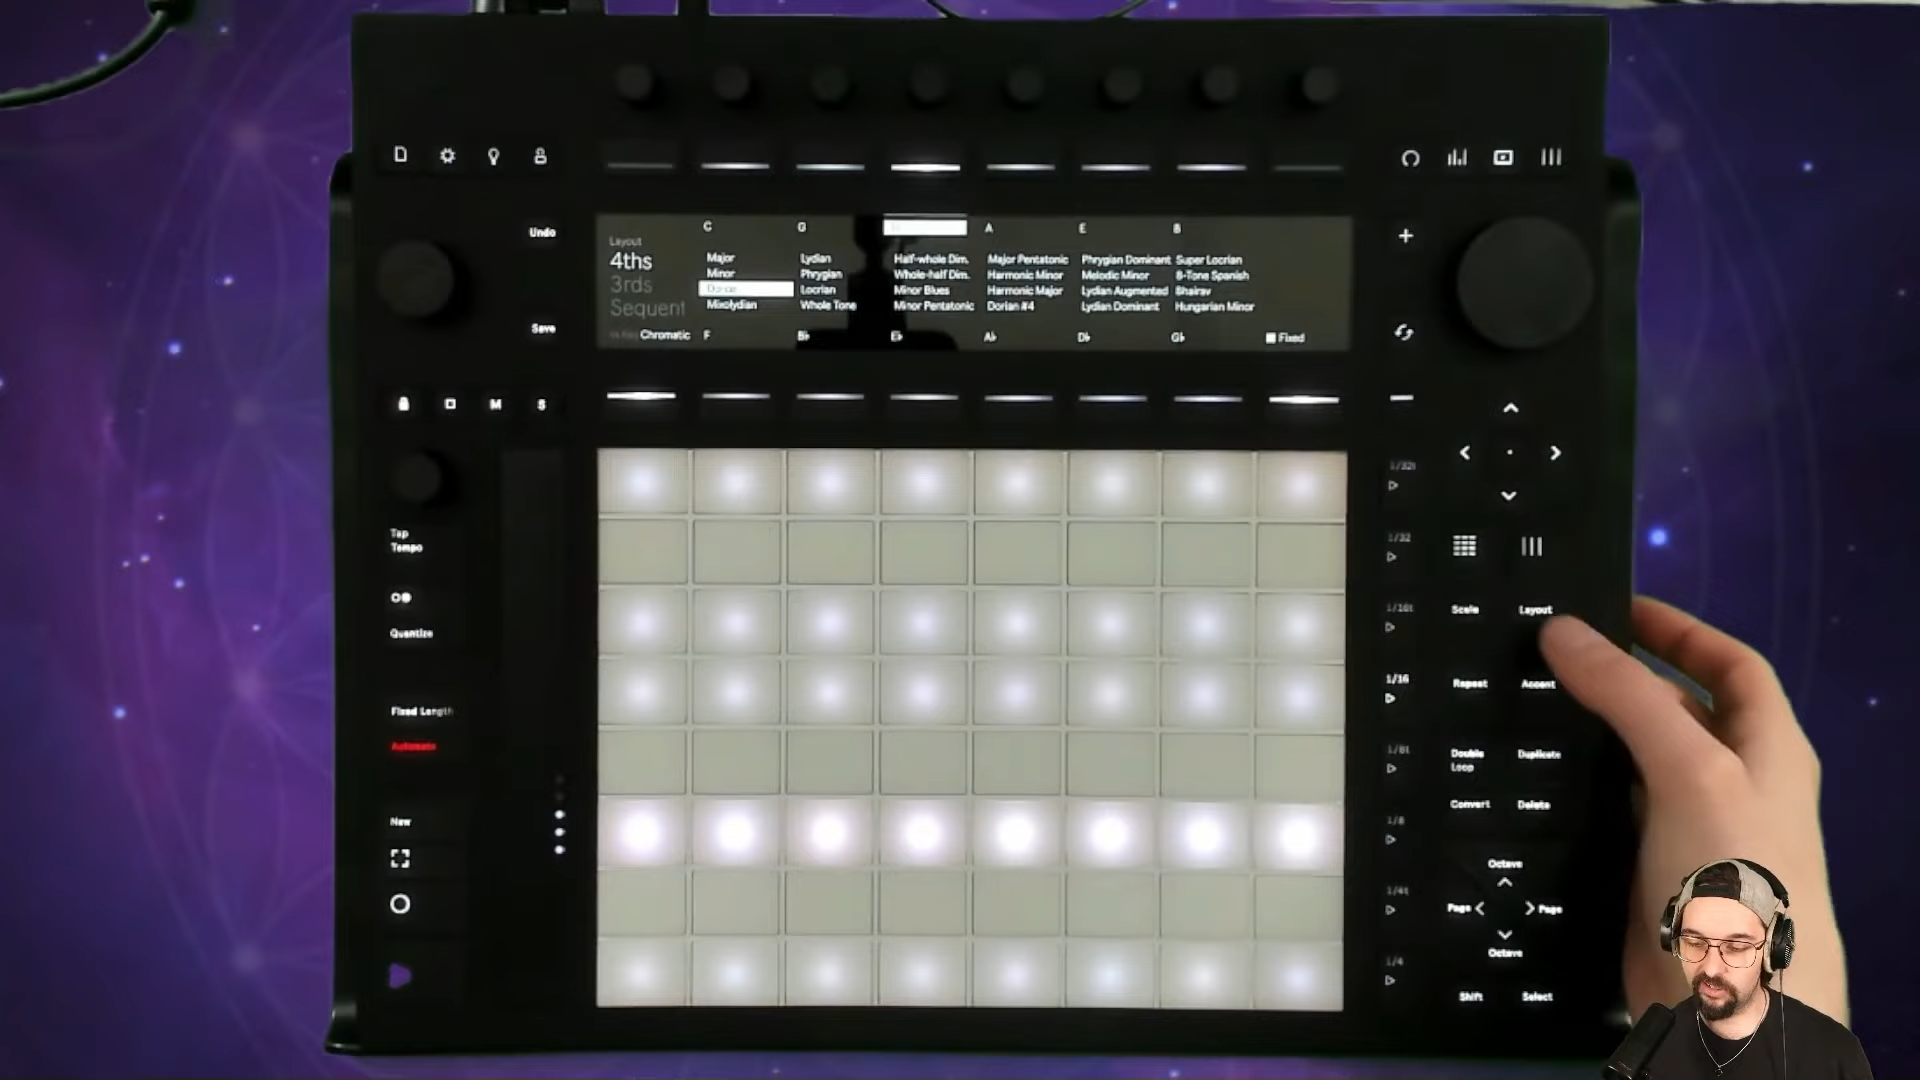 Undo
Save
C G A E B
Layout
4ths
3rds
Sequent
Major Lydian Half-whole Dim. Major Pentatonic Phrygian Dominant Super Locrian
Minor Phrygian Whole-half Dim. Harmonic Minor Melodic Minor 8-Tone Spanish
Dorian Locrian Minor Blues Harmonic Major Lydian Augmented Bhairav
Mixolydian Whole Tone Minor Pentatonic Dorian #4 Lydian Dominant Hungarian Minor
Chromatic F B♭ E♭ A♭ D♭ G♭ Fixed
M S
Tap
Tempo
Quantize
Fixed Length
Automate
New
1/32t
1/32
1/16t
1/16
1/8t
1/8
1/4t
1/4
Scale Layout
Repeat Accent
Double
Loop
Duplicate
Convert Delete
Octave
Page Page
Octave
Shift Select